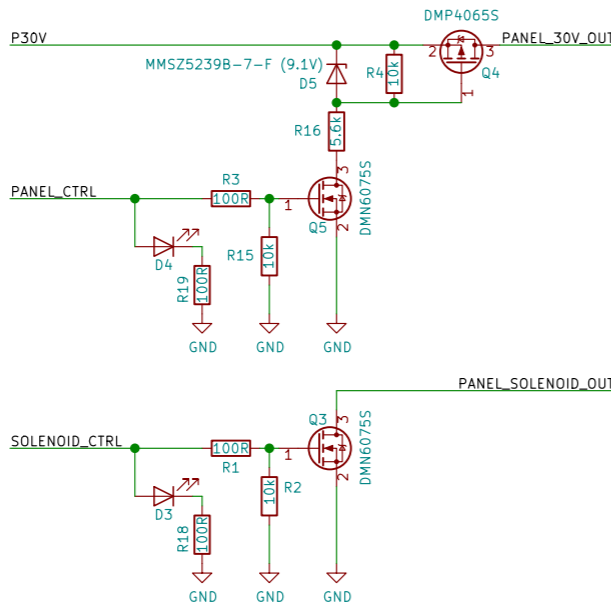 DMP4065S
P30V
PANEL_30V_OUT
2
3
MMSZ5239B-7-F (9.1V)
D5
R4
10k
Q4
1
R16
5.6k
3
PANEL_CTRL
R3
100R
1
DMN6075S
Q5
2
D4
R15
10k
R19
100R
GND
GND
GND
PANEL_SOLENOID_OUT
Q3
3
SOLENOID_CTRL
100R
R1
1
DMN6075S
2
D3
10k
R2
R18
100R
GND
GND
GND